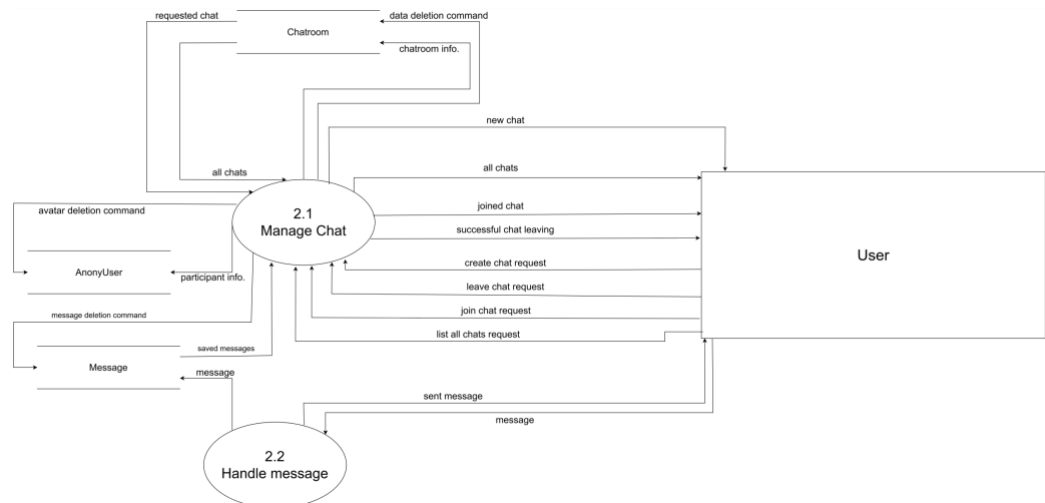 requested chat
data deletion command
Chatroom
chatroom info.
new chat
all chats
all chats
2.1
Manage Chat
avatar deletion command
joined chat
successful chat leaving
User
AnonyUser
participant info.
create chat request
leave chat request
message deletion command
join chat request
list all chats request
saved messages
Message
message
sent message
message
2.2
Handle message